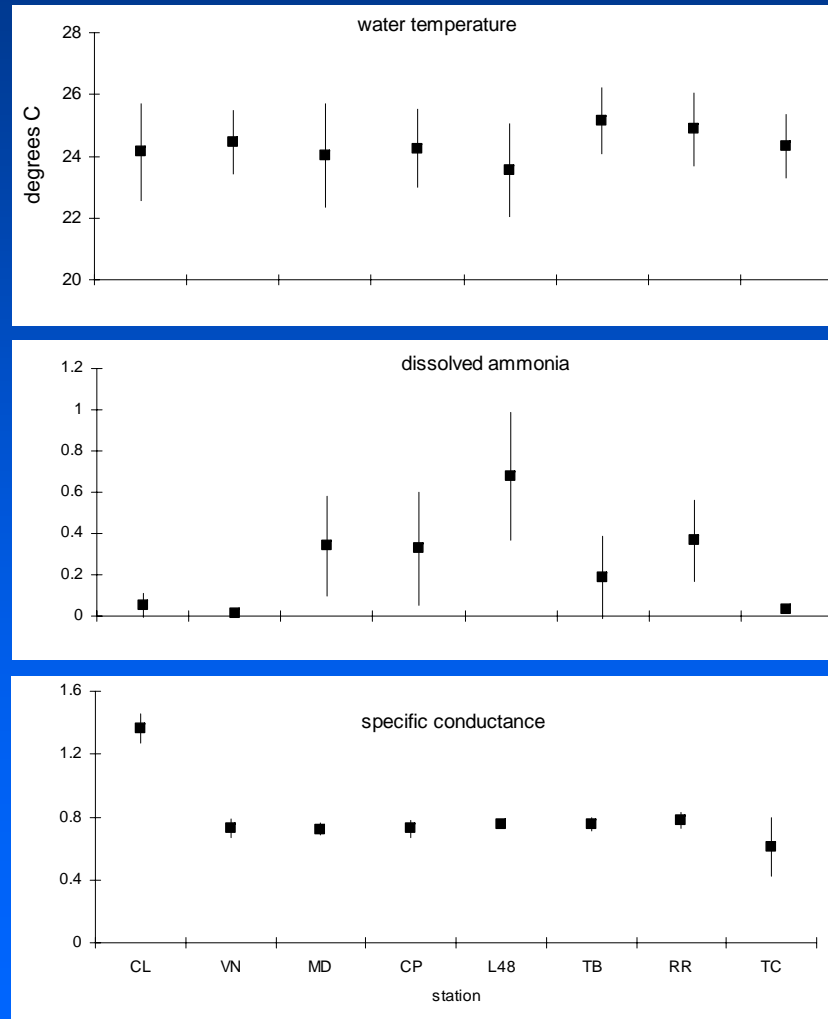 water temperature
degrees C
28
26
24
22
20
dissolved ammonia
1.2
1
0.8
0.6
0.4
0.2
0
specific conductance
1.6
1.2
0.8
0.4
0
CL VN MD CP L48 TB RR TC
station